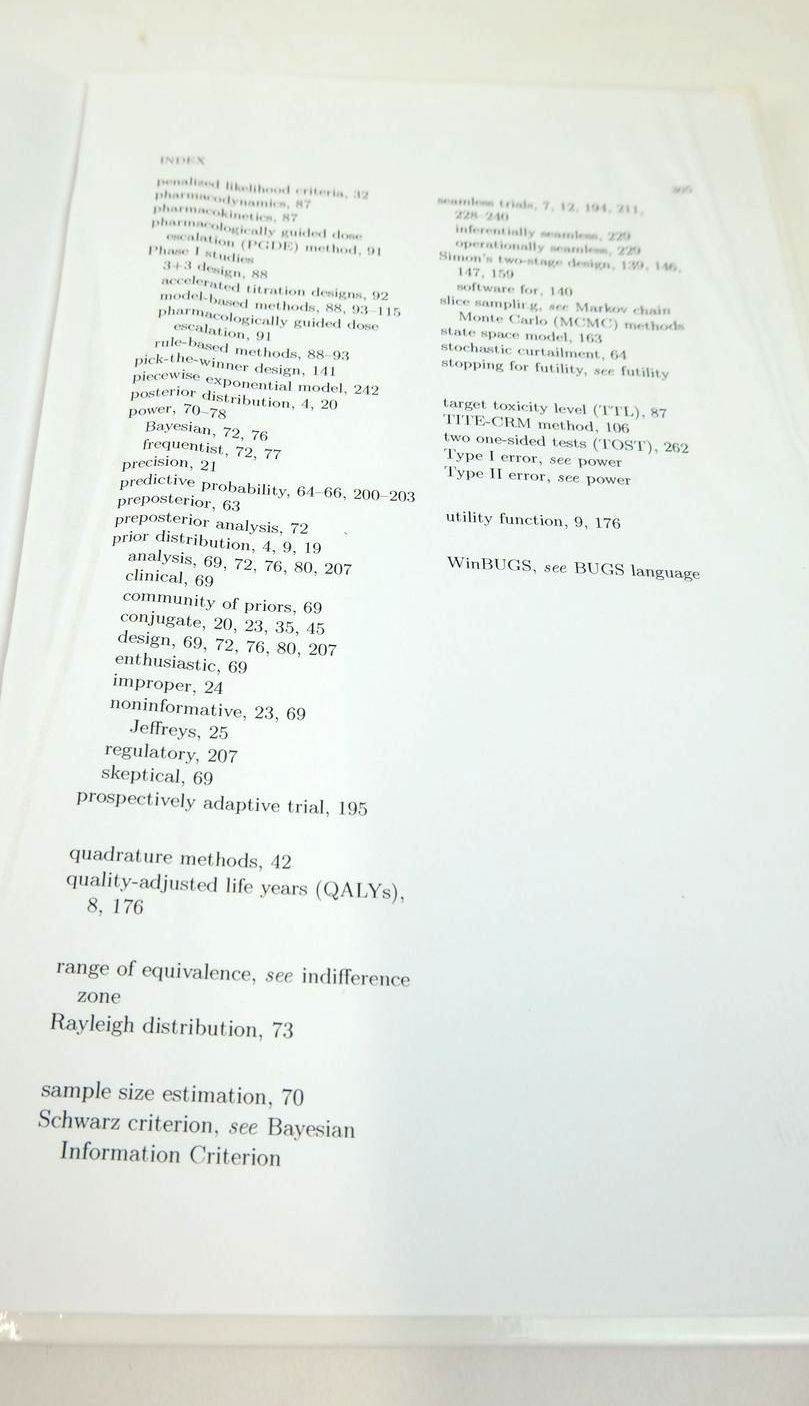 INDEX
penalized likelihood criteria, 42
pharmacodynamics, 87
pharmacokinetics, 87
pharmacologically guided dose
escalation (PGDE) method, 91
Phase I studies
3+3 design, 88
accelerated titration designs, 92
model-based methods, 88, 93–115
pharmacologically guided dose
escalation, 91
rule-based methods, 88–93
pick-the-winner design, 141
piecewise exponential model, 242
posterior distribution, 4, 20
power, 70–78
Bayesian, 72, 76
frequentist, 72, 77
precision, 21
predictive probability, 64–66, 200–203
preposterior, 63
preposterior analysis, 72
prior distribution, 4, 9, 19
analysis, 69, 72, 76, 80, 207
clinical, 69
community of priors, 69
conjugate, 20, 23, 35, 45
design, 69, 72, 76, 80, 207
enthusiastic, 69
improper, 24
noninformative, 23, 69
Jeffreys, 25
regulatory, 207
skeptical, 69
prospectively adaptive trial, 195
quadrature methods, 42
quality-adjusted life years (QALYs),
8, 176
range of equivalence, see indifference
zone
Rayleigh distribution, 73
sample size estimation, 70
Schwarz criterion, see Bayesian
Information Criterion
seamless trials, 7, 12, 194, 211,
228–240
inferentially seamless, 229
operationally seamless, 229
Simon's two-stage design, 139, 146,
147, 159
software for, 140
slice sampling, see Markov chain
Monte Carlo (MCMC) methods
state space model, 163
stochastic curtailment, 64
stopping for futility, see futility
target toxicity level (TTL), 87
TITE-CRM method, 106
two one-sided tests (TOST), 262
Type I error, see power
Type II error, see power
utility function, 9, 176
WinBUGS, see BUGS language